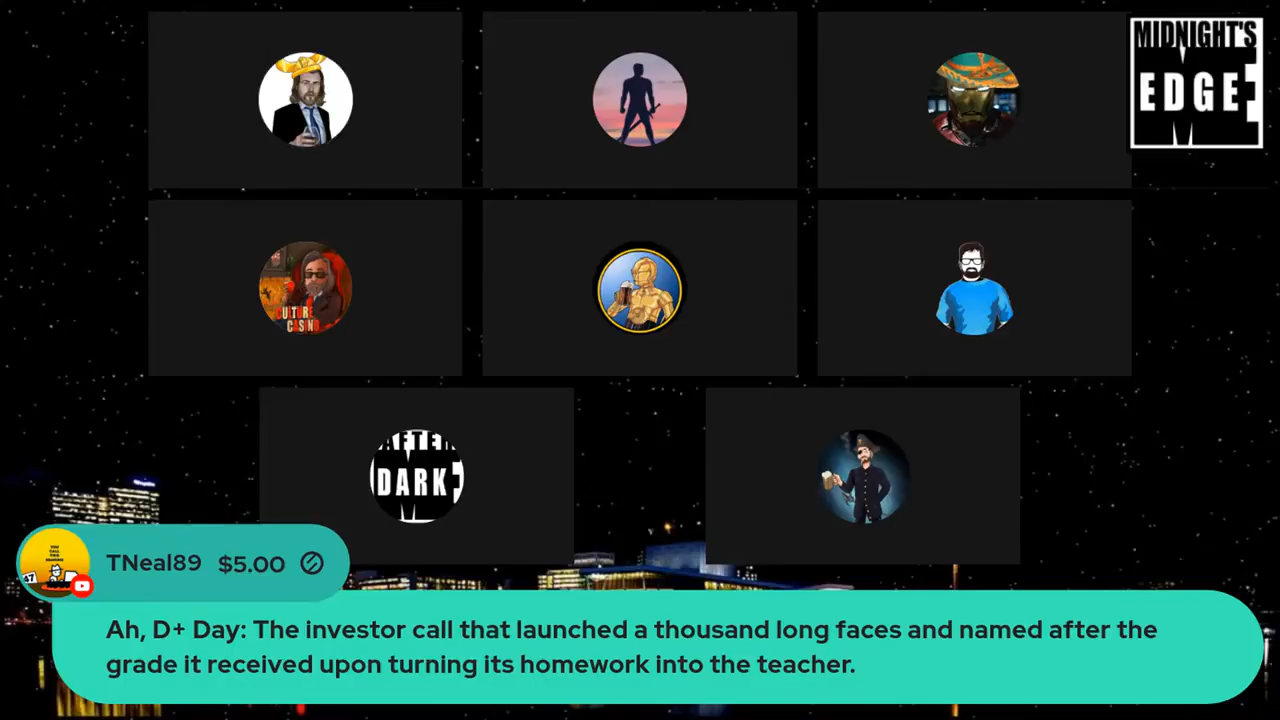 MIDNIGHT'S
EDGE
CULTURE
CASINO
AFTER
DARK
TNeal89 $5.00
Ah, D+ Day: The investor call that launched a thousand long faces and named after the
grade it received upon turning its homework into the teacher.